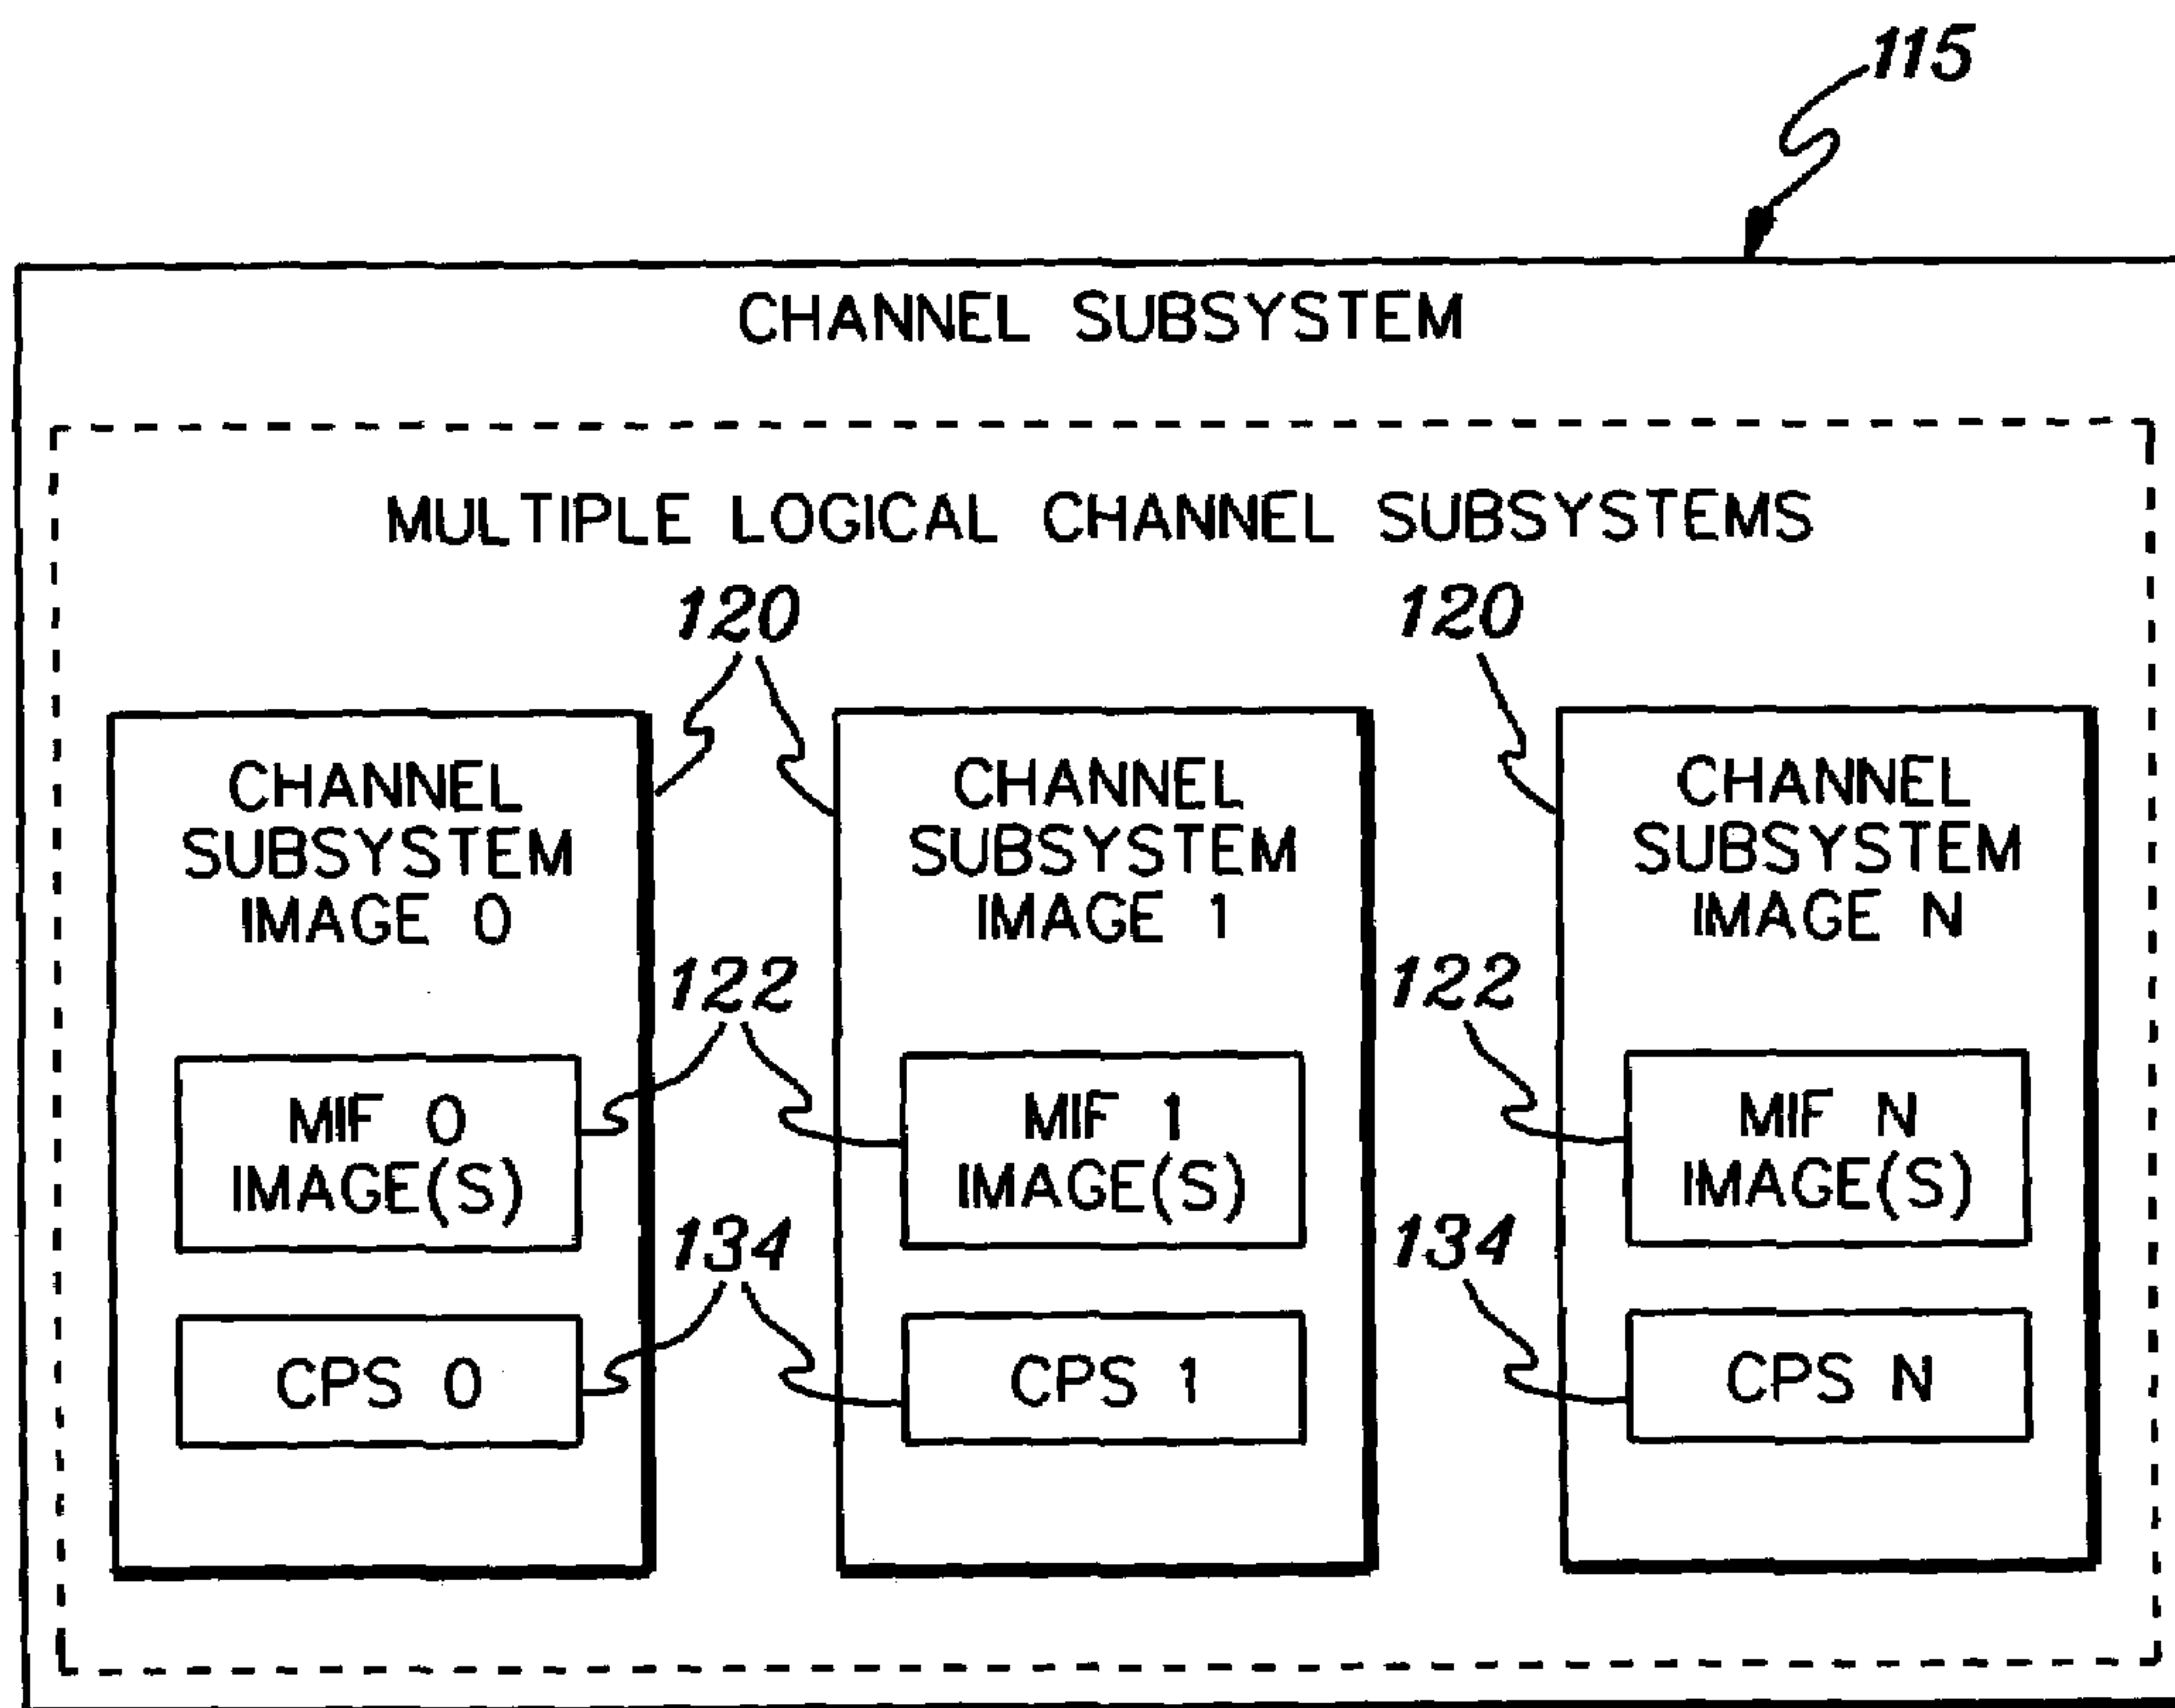 115
CHANNEL SUBSYSTEM
MULTIPLE LOGICAL CHANNEL SUBSYSTEMS
120
120
CHANNEL
SUBSYSTEM
IMAGE 0
CHANNEL
SUBSYSTEM
IMAGE 1
CHANNEL
SUBSYSTEM
IMAGE N
122
122
MIF 0
IMAGE(S)
MIF 1
IMAGE(S)
MIF N
IMAGE(S)
134
134
CPS 0
CPS 1
CPS N